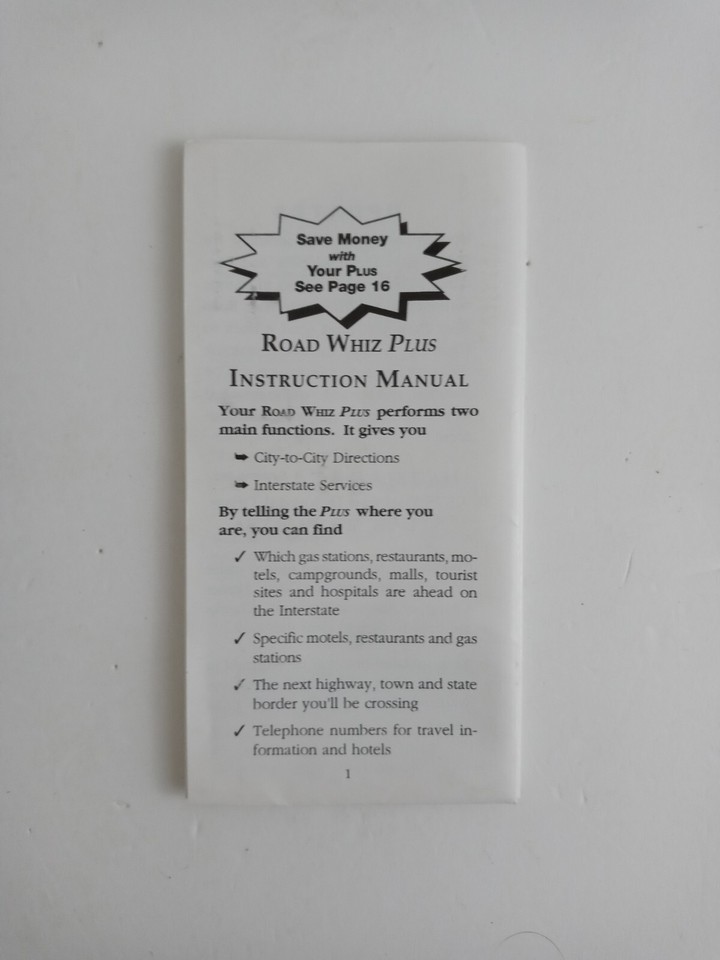 Save Money
with
Your PLUS
See Page 16
ROAD WHIZ PLUS
INSTRUCTION MANUAL
Your ROAD WHIZ PLUS performs two
main functions. It gives you
➥ City-to-City Directions
➥ Interstate Services
By telling the PLUS where you
are, you can find
✓ Which gas stations, restaurants, mo-
tels, campgrounds, malls, tourist
sites and hospitals are ahead on
the Interstate
✓ Specific motels, restaurants and gas
stations
✓ The next highway, town and state
border you'll be crossing
✓ Telephone numbers for travel in-
formation and hotels
1